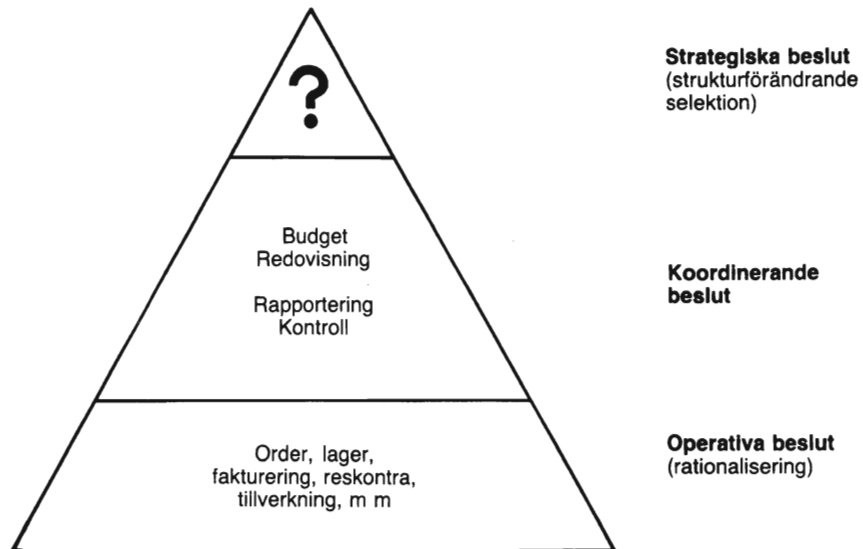 ?
Strategiska beslut
(strukturförändrande
selektion)
Budget
Redovisning
Rapportering
Kontroll
Koordinerande
beslut
Order, lager,
fakturering, reskontra,
tillverkning, m m
Operativa beslut
(rationalisering)